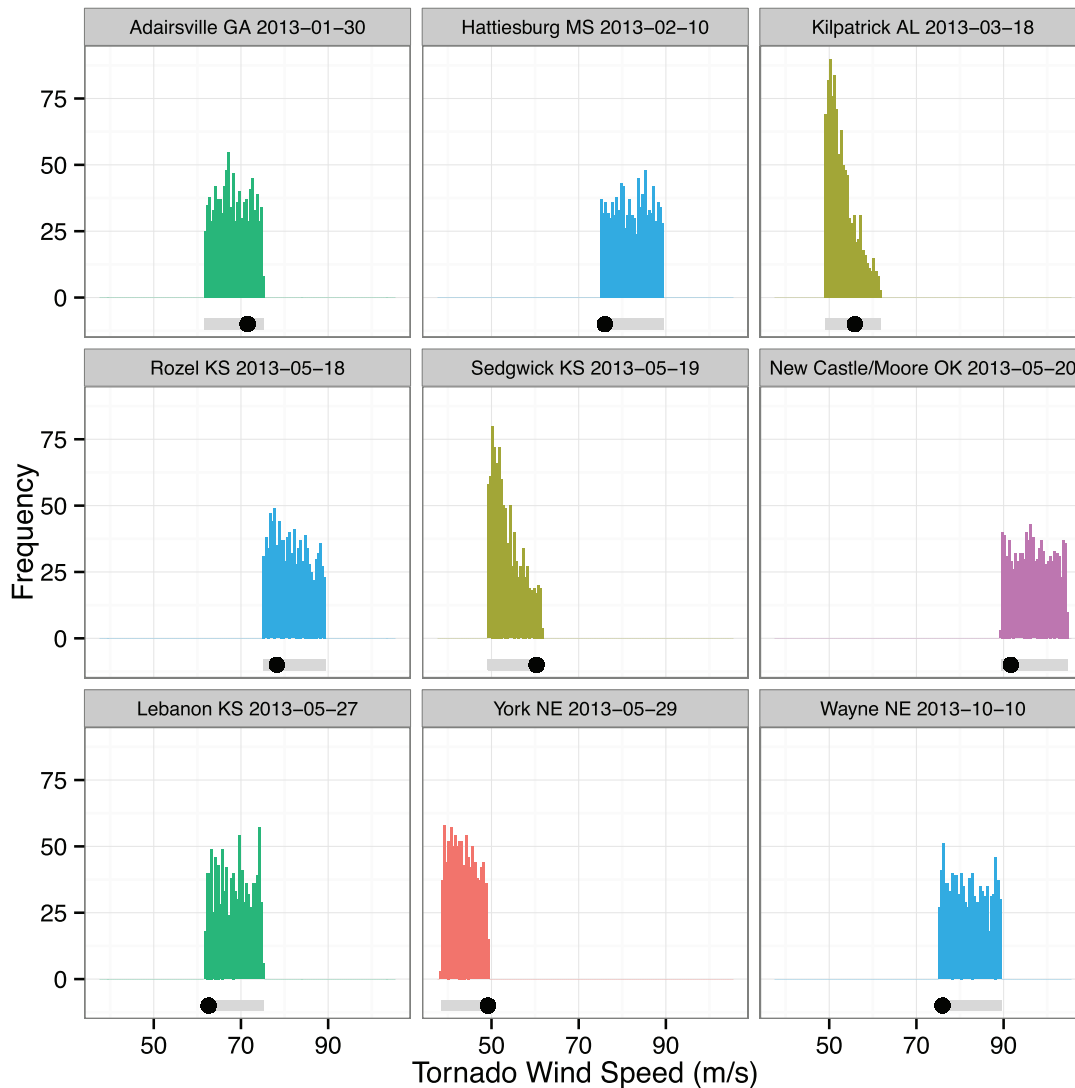 Adairsville GA 2013−01−30
Hattiesburg MS 2013−02−10
Kilpatrick AL 2013−03−18
75
50
25
0
Rozel KS 2013−05−18
Sedgwick KS 2013−05−19
New Castle/Moore OK 2013−05−20
75
50
25
0
Frequency
Lebanon KS 2013−05−27
York NE 2013−05−29
Wayne NE 2013−10−10
75
50
25
0
50 70 90
50 70 90
50 70 90
Tornado Wind Speed (m/s)